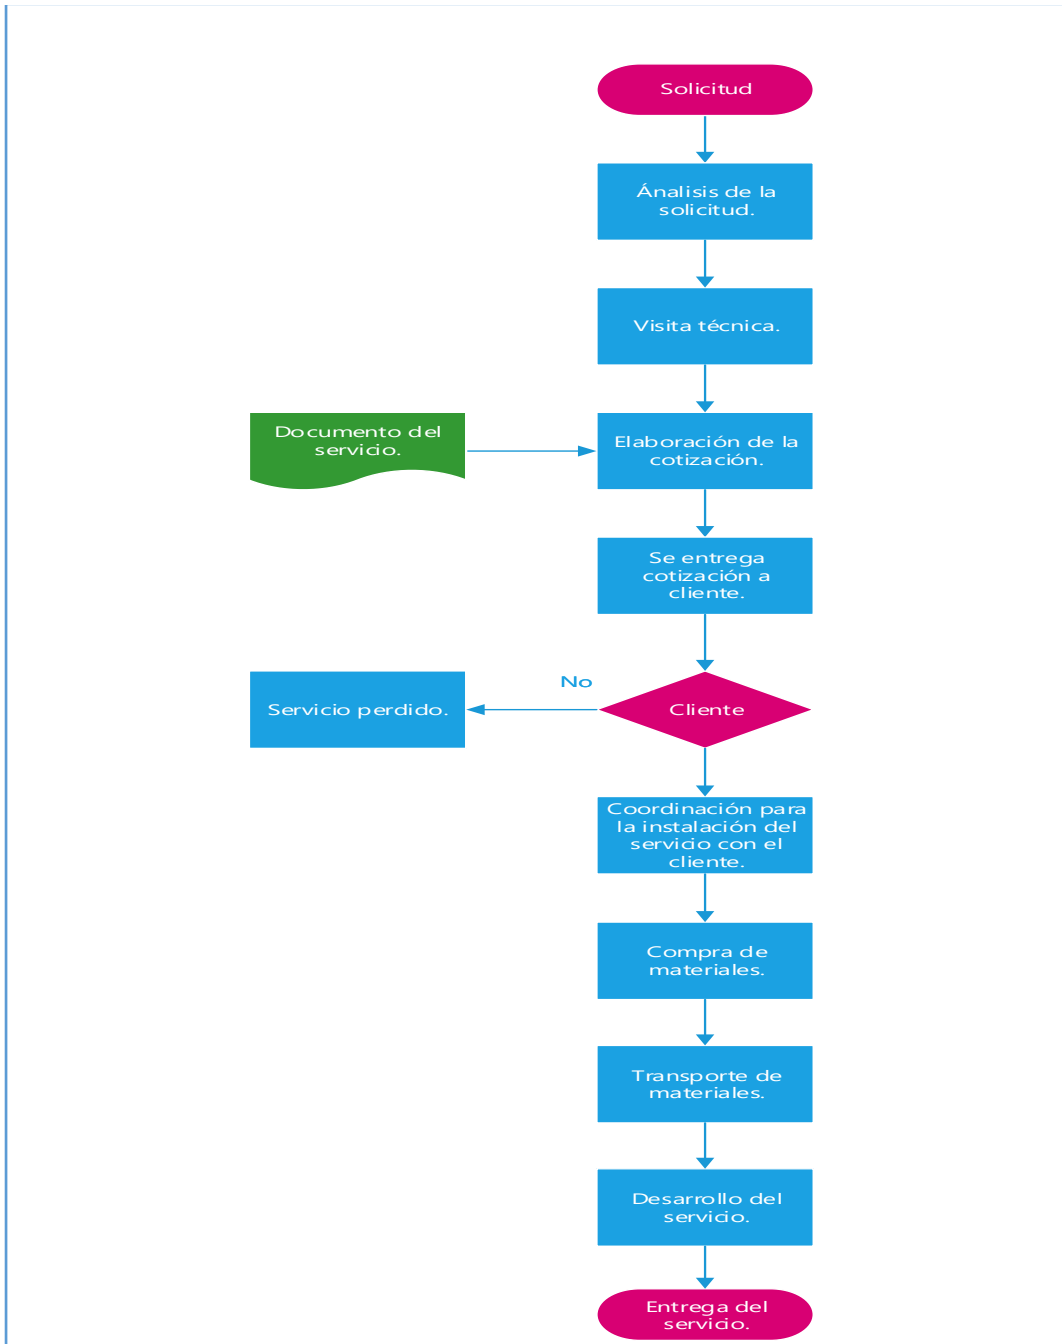 Solicitud
Ánalisis de la
solicitud.
Visita técnica.
Documento del
servicio.
Elaboración de la
cotización.
Se entrega
cotización a
cliente.
No
Servicio perdido.
Cliente
Coordinación para
la instalación del
servicio con el
cliente.
Compra de
materiales.
Transporte de
materiales.
Desarrollo del
servicio.
Entrega del
servicio.